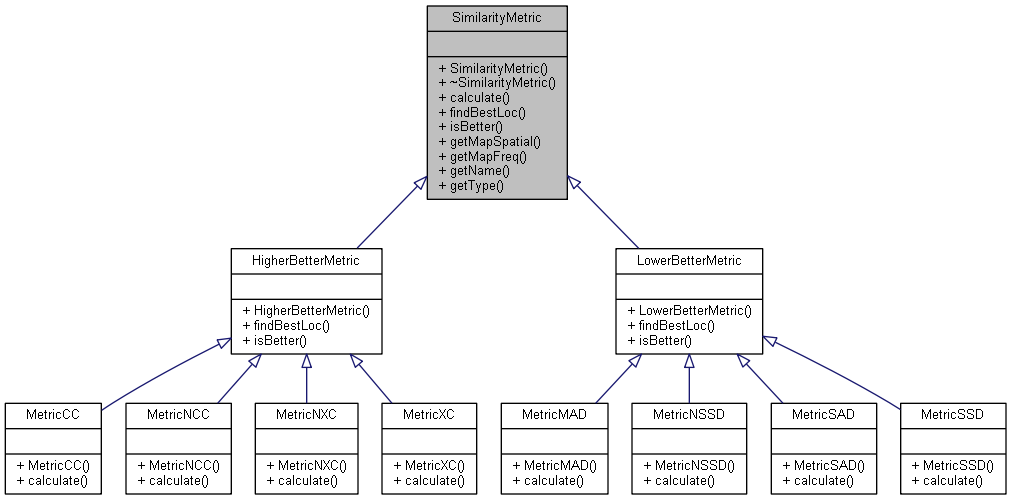 SimilarityMetric
+ SimilarityMetric()
+ ~SimilarityMetric()
+ calculate()
+ findBestLoc()
+ isBetter()
+ getMapSpatial()
+ getMapFreq()
+ getName()
+ getType()
HigherBetterMetric
+ HigherBetterMetric()
+ findBestLoc()
+ isBetter()
LowerBetterMetric
+ LowerBetterMetric()
+ findBestLoc()
+ isBetter()
MetricCC
+ MetricCC()
+ calculate()
MetricNCC
+ MetricNCC()
+ calculate()
MetricNXC
+ MetricNXC()
+ calculate()
MetricXC
+ MetricXC()
+ calculate()
MetricMAD
+ MetricMAD()
+ calculate()
MetricNSSD
+ MetricNSSD()
+ calculate()
MetricSAD
+ MetricSAD()
+ calculate()
MetricSSD
+ MetricSSD()
+ calculate()